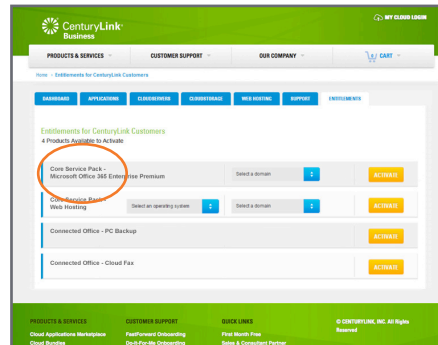 CenturyLink®
Business
MY CLOUD LOGIN
PRODUCTS & SERVICES
CUSTOMER SUPPORT
OUR COMPANY
CART
Home > Entitlements for CenturyLink Customers
DASHBOARD
APPLICATIONS
CLOUDSERVERS
CLOUDSTORAGE
WEB HOSTING
SUPPORT
ENTITLEMENTS
Entitlements for CenturyLink Customers
4 Products Available to Activate
Core Service Pack -
Microsoft Office 365 Enterprise Premium
Select a domain
ACTIVATE
Core Service Pack -
Web Hosting
Select an operating system
Select a domain
ACTIVATE
Connected Office - PC Backup
ACTIVATE
Connected Office - Cloud Fax
ACTIVATE
PRODUCTS & SERVICES
Cloud Applications Marketplace
Cloud Bundles
CUSTOMER SUPPORT
FastForward Onboarding
Do-it-For-Me Onboarding
QUICK LINKS
First Month Free
Sales & Consultant Partner
© CENTURYLINK, INC. All Rights
Reserved